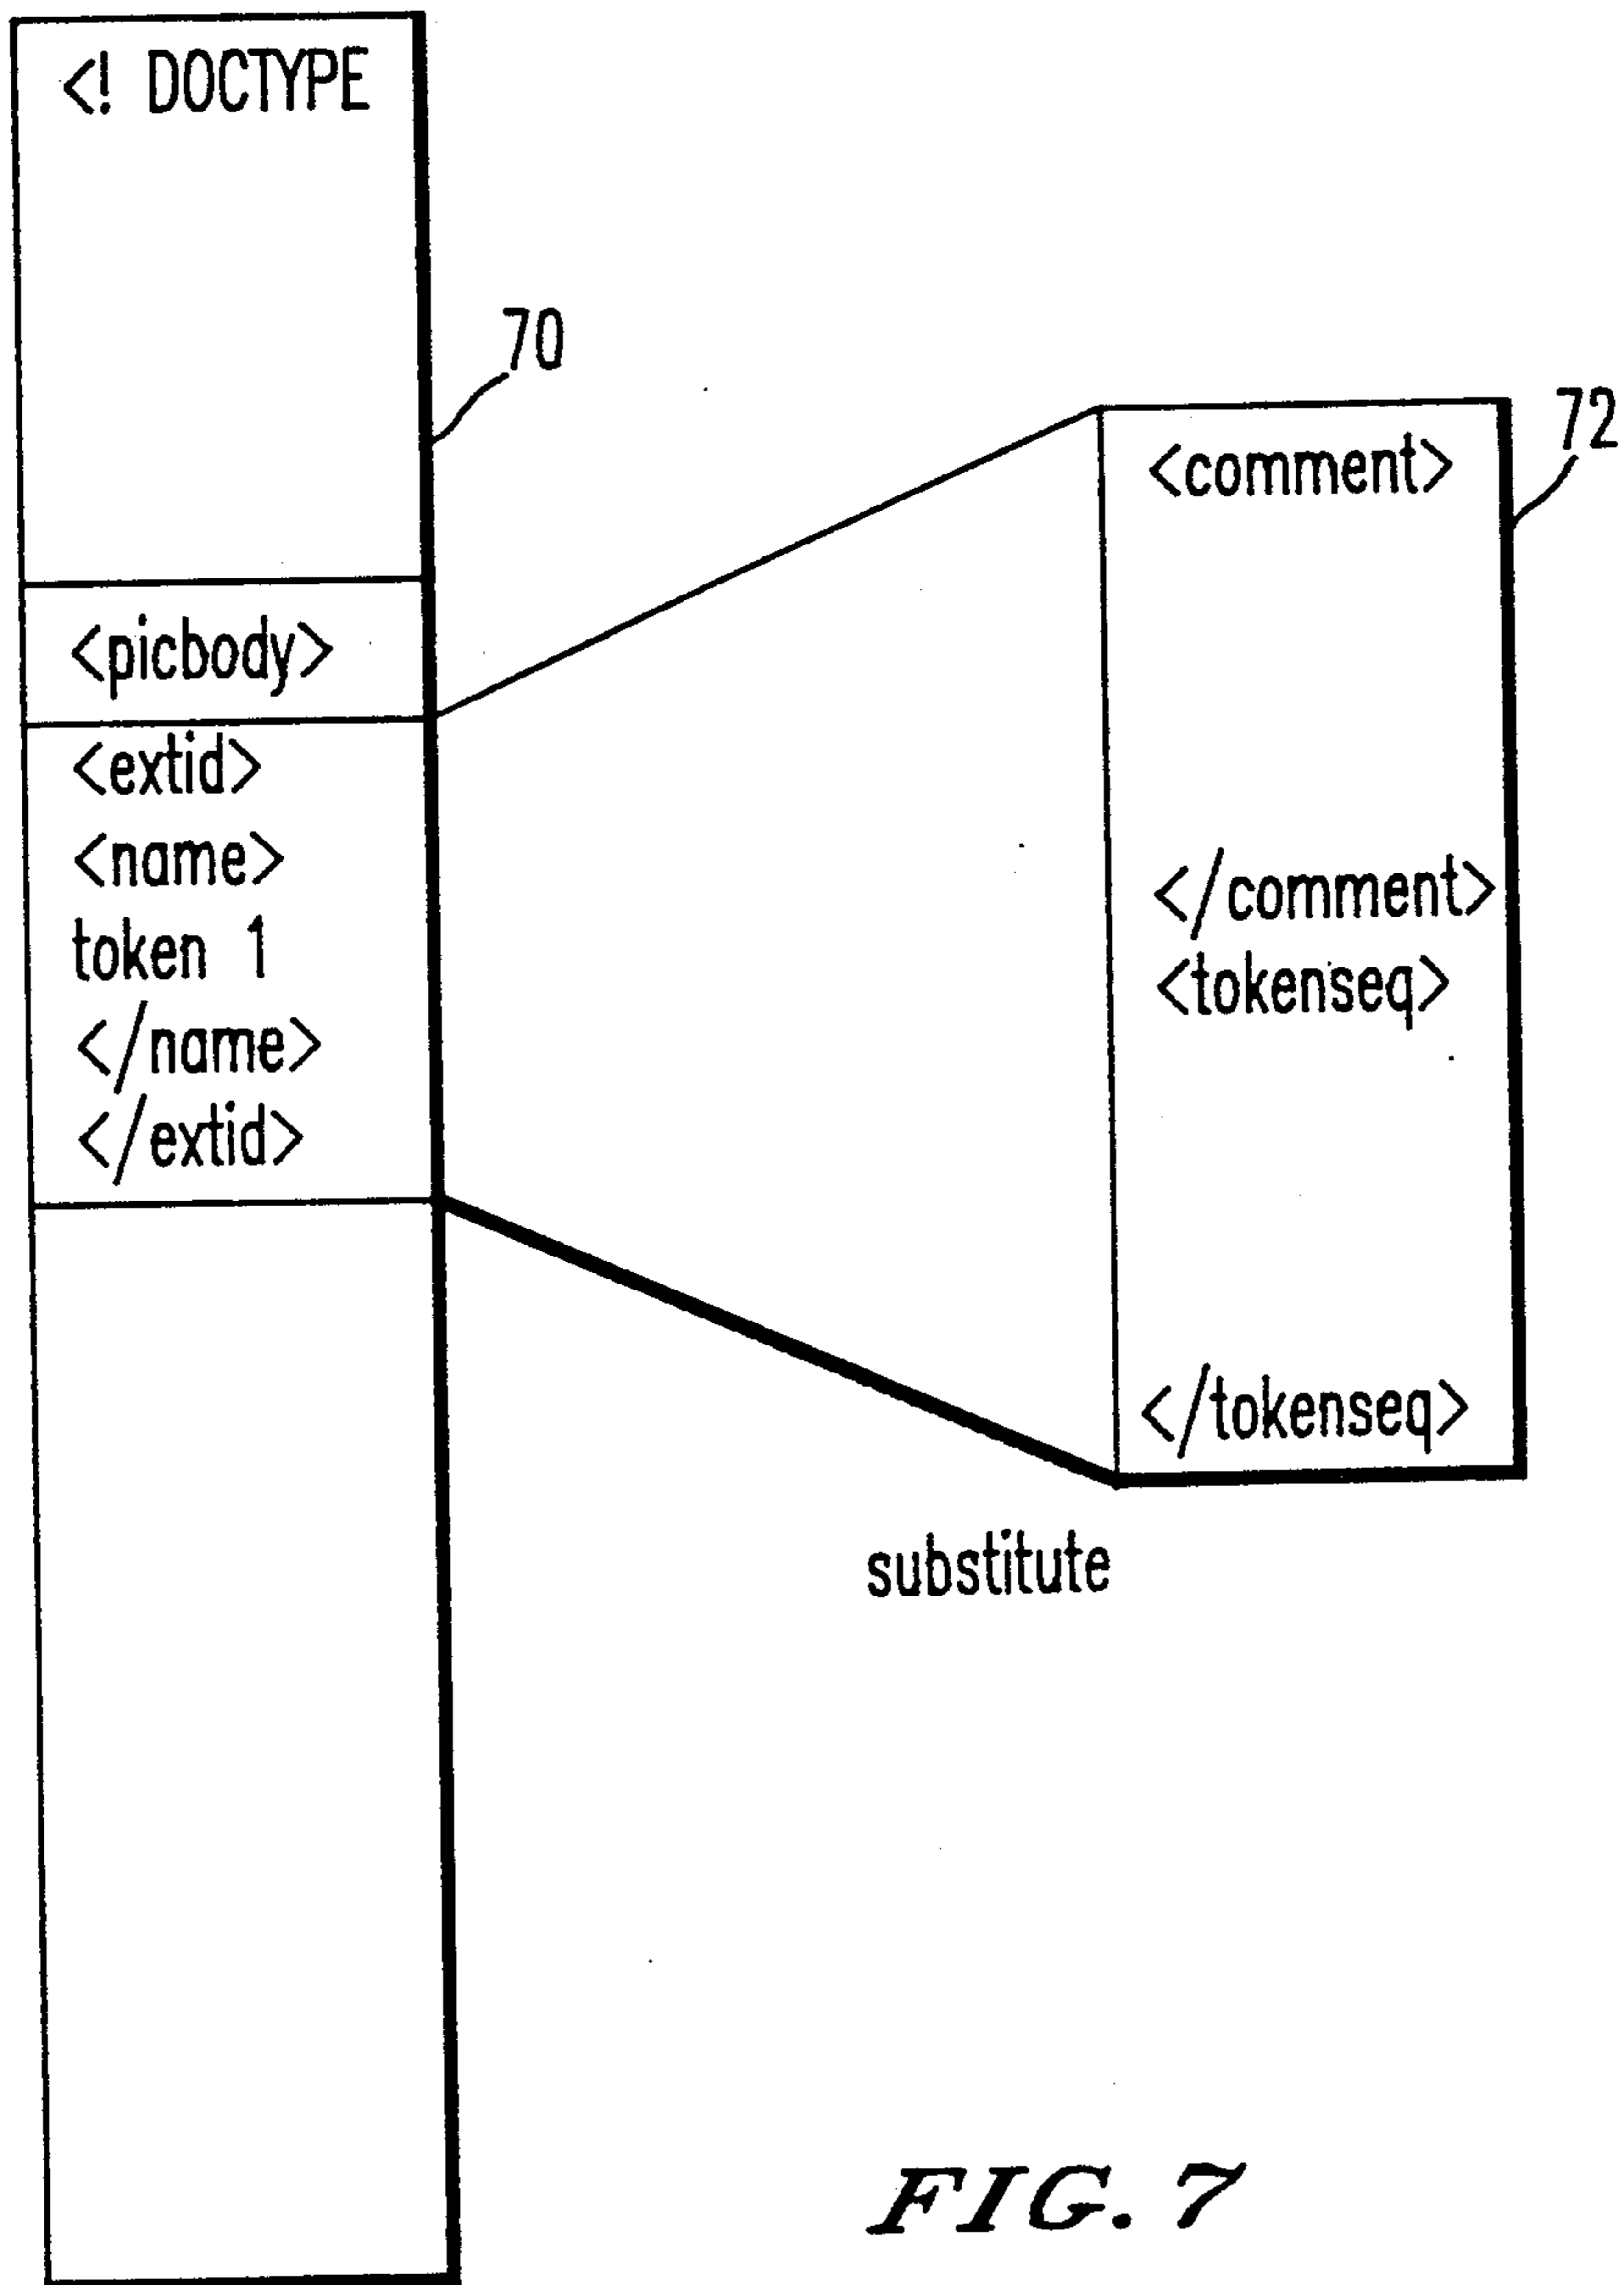 <! DOCTYPE
70
<picbody>
<extid>
<name>
token 1
</name>
</extid>
72
<comment>
</comment>
<tokenseq>
</tokenseq>
substitute
FIG. 7